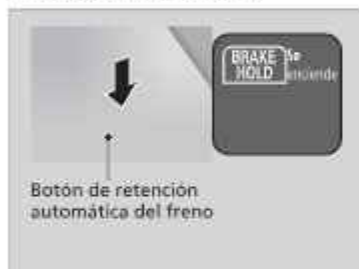 BRAKE Se
HOLD enciende
Botón de retención
automática del freno